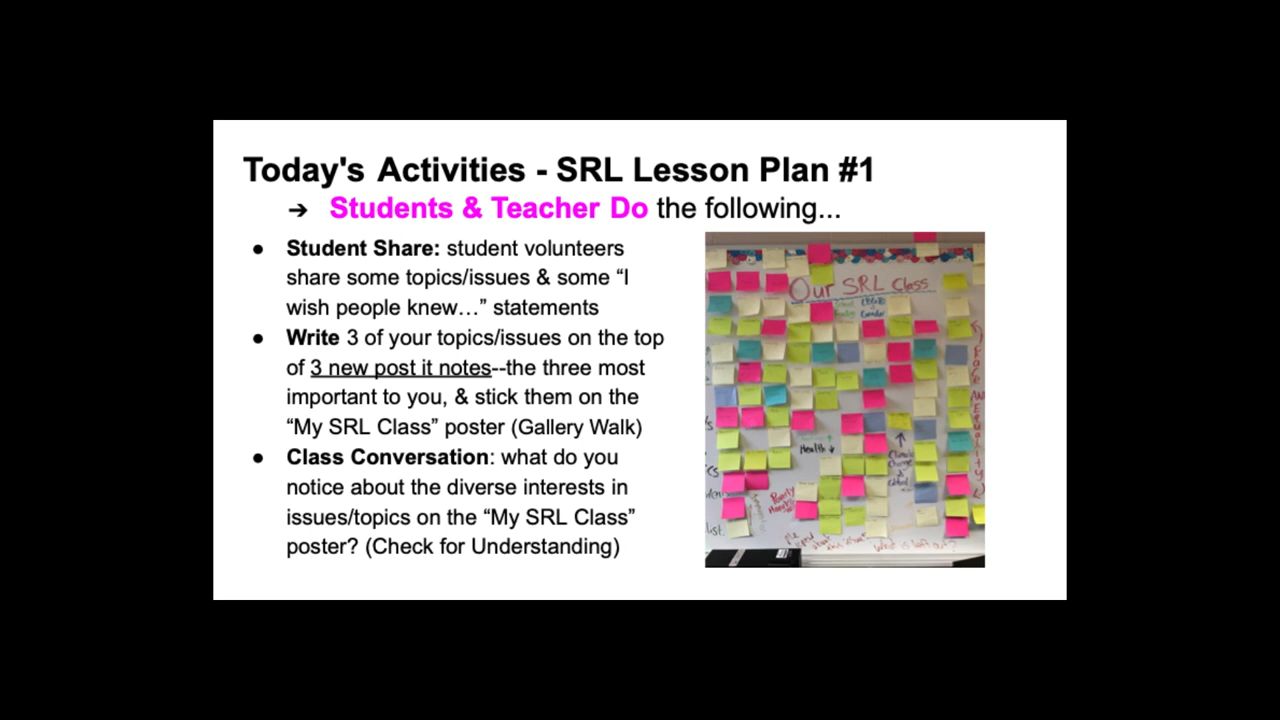 Today's Activities - SRL Lesson Plan #1
➔ Students & Teacher Do the following...
● Student Share: student volunteers
share some topics/issues & some “I
wish people knew…” statements
● Write 3 of your topics/issues on the top
of 3 new post it notes--the three most
important to you, & stick them on the
“My SRL Class” poster (Gallery Walk)
● Class Conversation: what do you
notice about the diverse interests in
issues/topics on the “My SRL Class”
poster? (Check for Understanding)
Our SRL Class
Health
Climate
Change